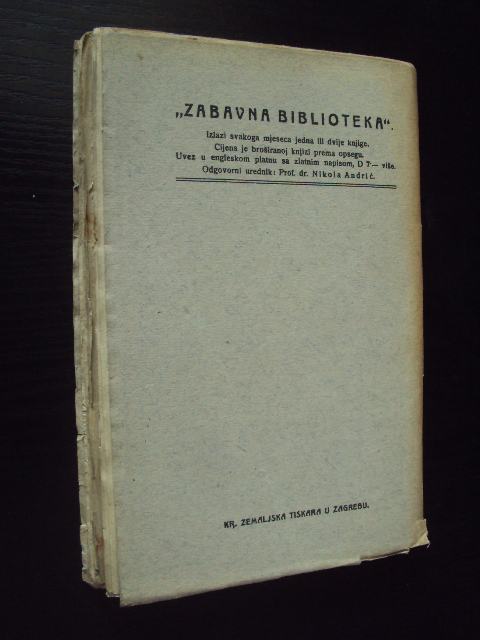 „ZABAVNA BIBLIOTEKA“.
Izlazi svakoga mjeseca jedna ili dvije knjige.
Cijena je broširanoj knjizi prema opsegu.
Uvez u engleskom platnu sa zlatnim napisom, D 7·— više.
Odgovorni urednik: Prof. dr. Nikola Andrić.
KR. ZEMALJSKA TISKARA U ZAGREBU.